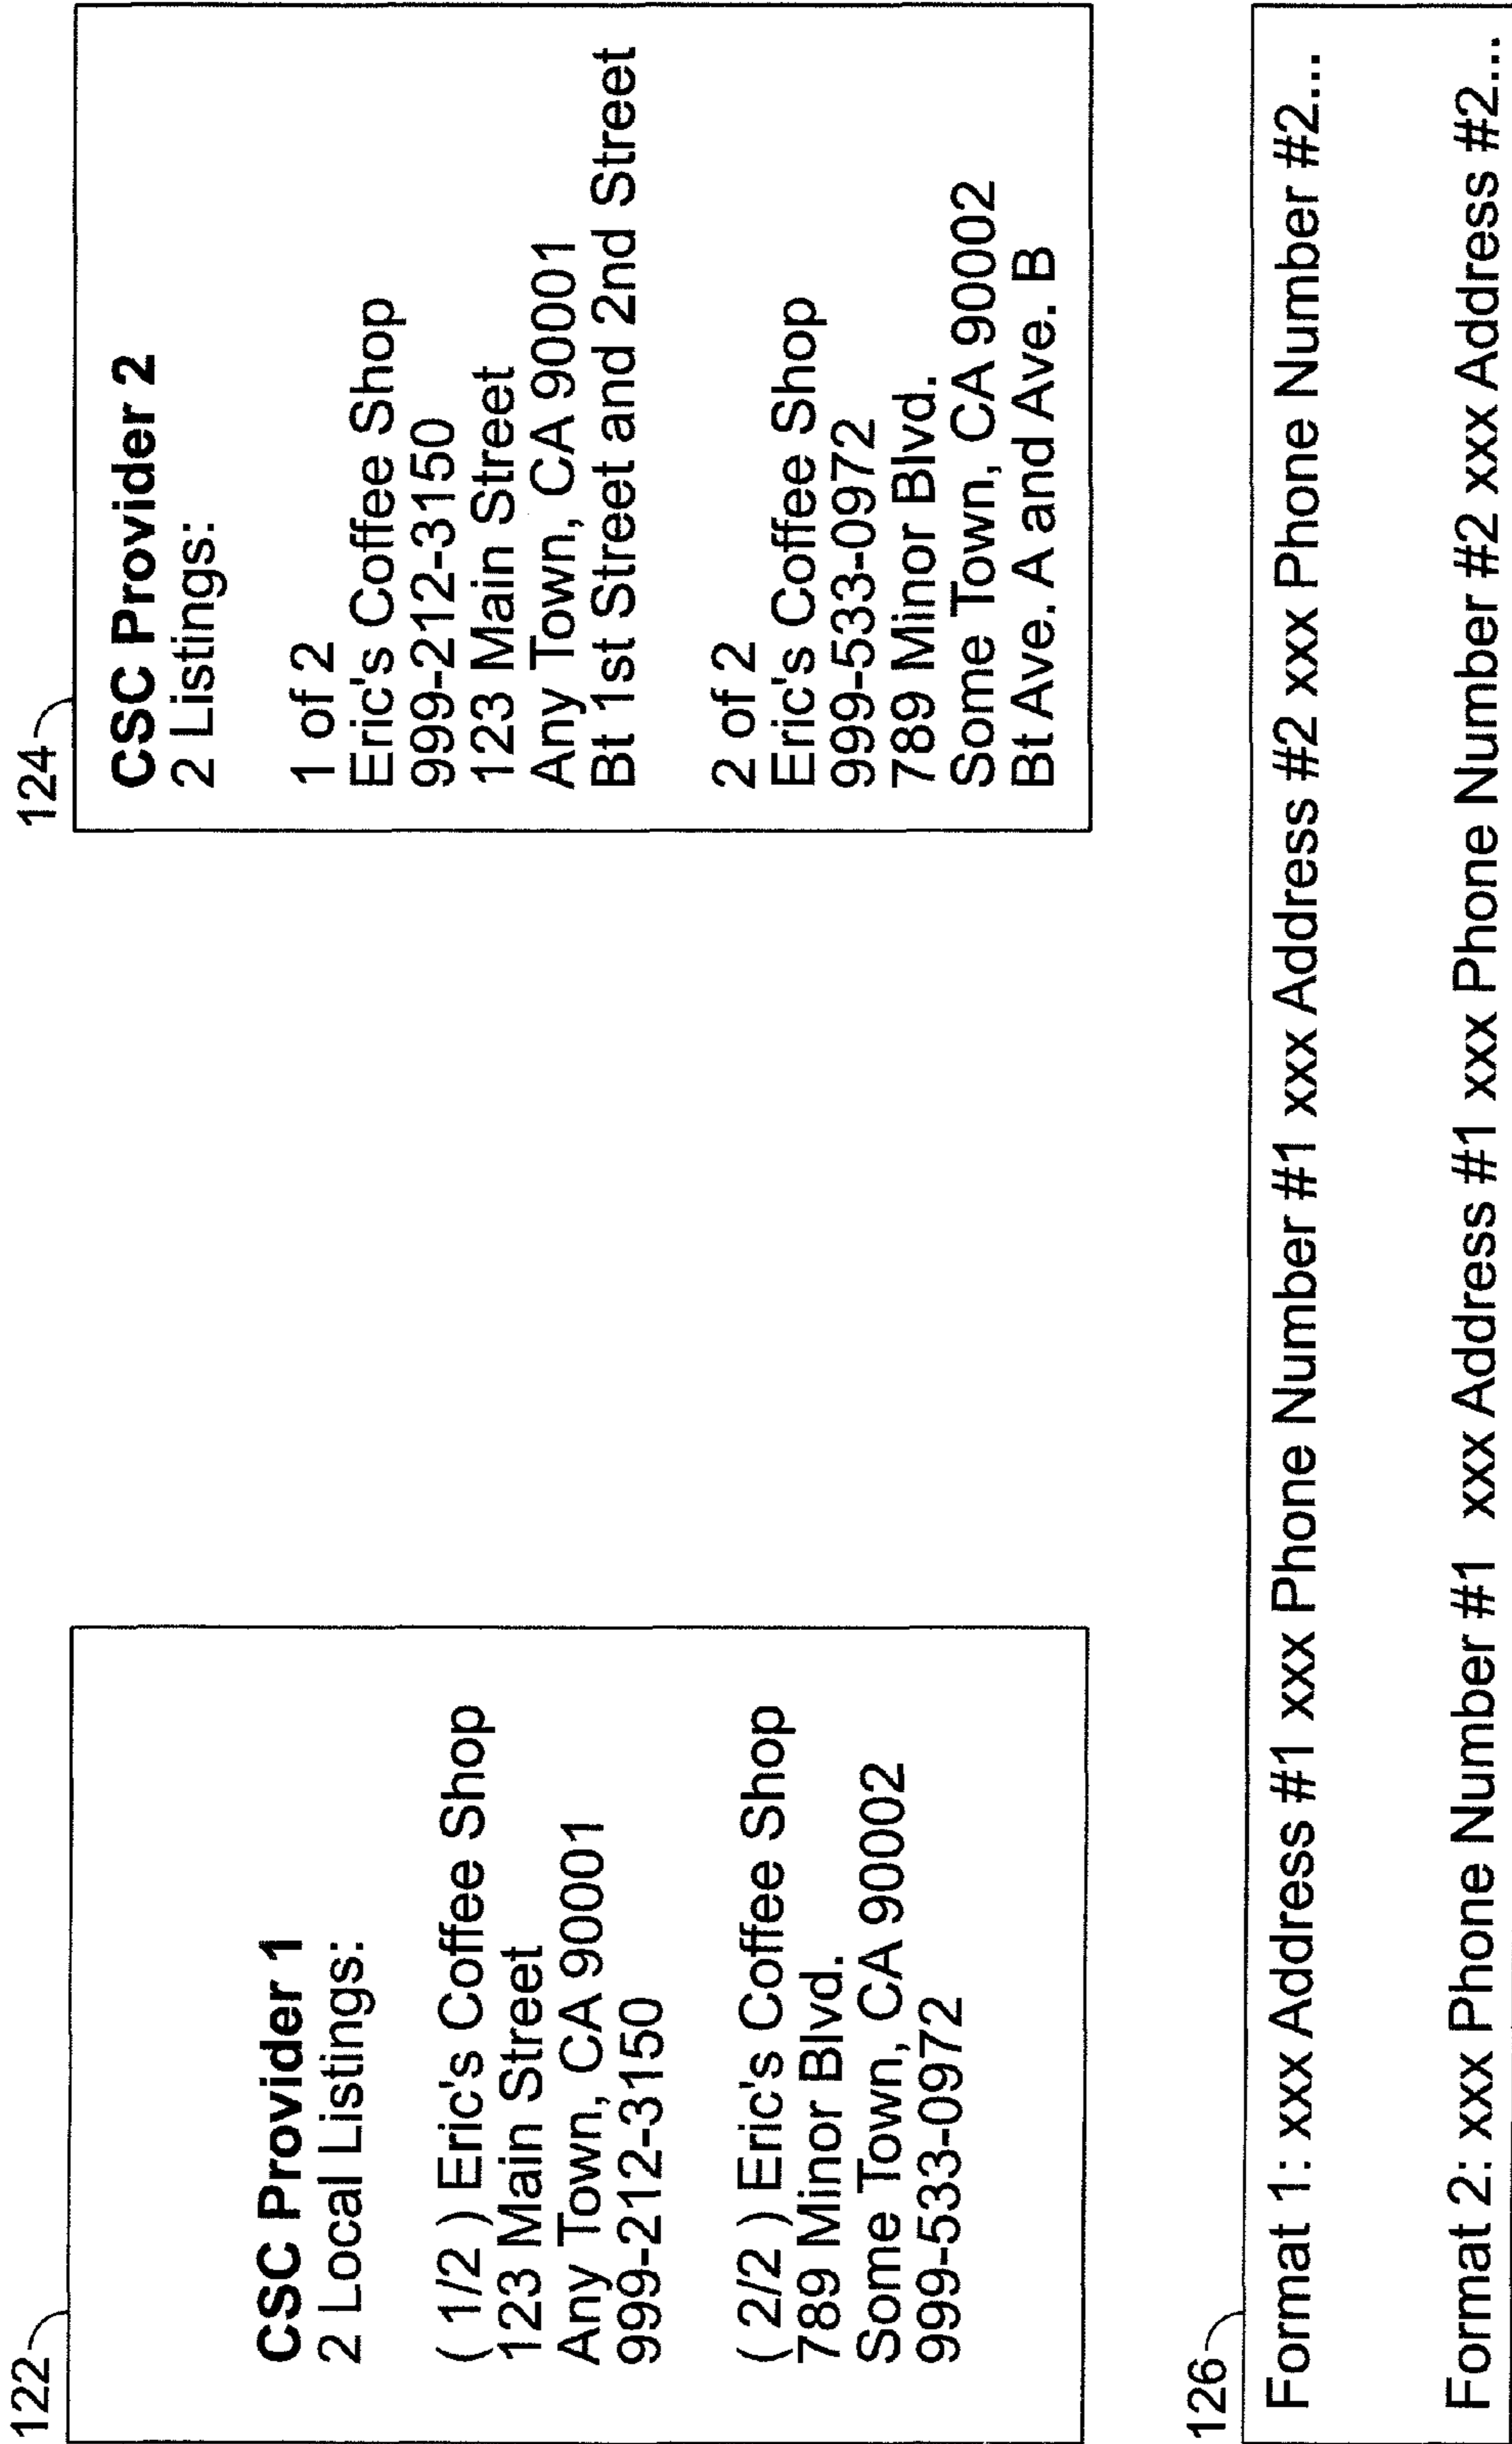 122
CSC Provider 1
2 Local Listings:
( 1/2 ) Eric's Coffee Shop
123 Main Street
Any Town, CA 90001
999-212-3150
( 2/2 ) Eric's Coffee Shop
789 Minor Blvd.
Some Town, CA 90002
999-533-0972
124
CSC Provider 2
2 Listings:
1 of 2
Eric's Coffee Shop
999-212-3150
123 Main Street
Any Town, CA 90001
Bt 1st Street and 2nd Street
2 of 2
Eric's Coffee Shop
999-533-0972
789 Minor Blvd.
Some Town, CA 90002
Bt Ave. A and Ave. B
126
Format 1: xxx Address #1 xxx Phone Number #1 xxx Address #2 xxx Phone Number #2...
Format 2: xxx Phone Number #1 xxx Address #1 xxx Phone Number #2 xxx Address #2...